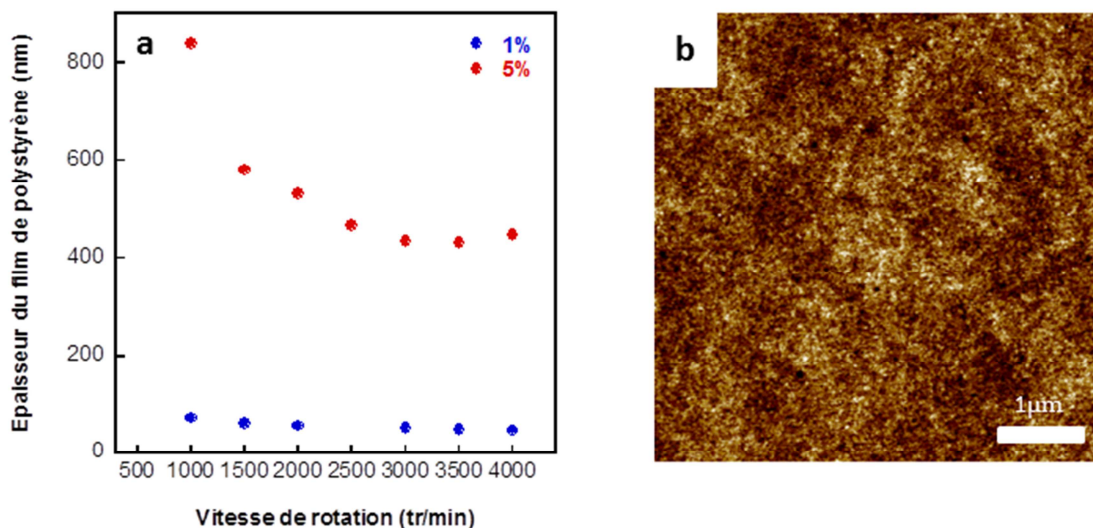 a
1%
5%
Epaisseur du film de polystyrène (nm)
800
600
400
200
0
500 1000 1500 2000 2500 3000 3500 4000
Vitesse de rotation (tr/min)
b
1µm